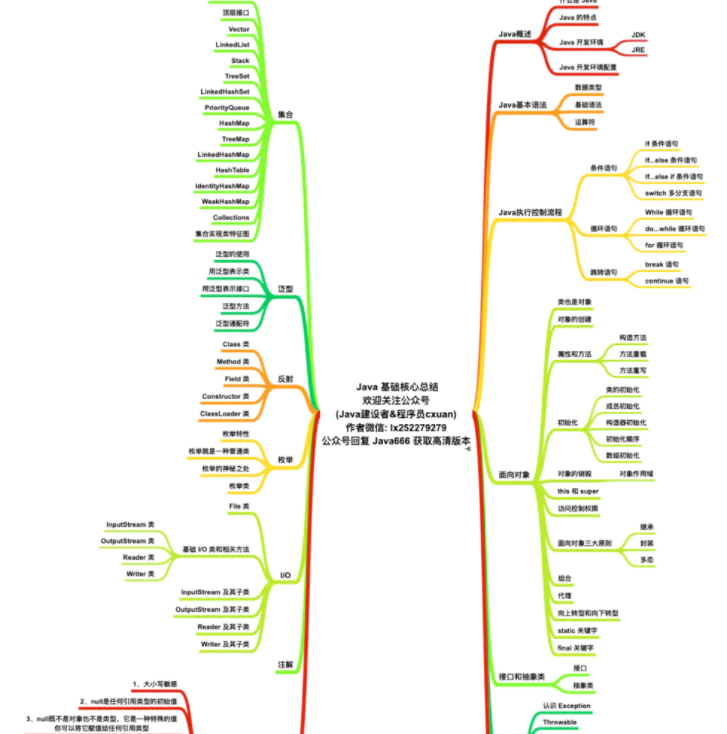 顶层接口
Vector
LinkedList
Stack
TreeSet
LinkedHashSet
PriorityQueue
HashMap
TreeMap
LinkedHashMap
HashTable
IdentityHashMap
WeakHashMap
Collections
集合实现类特征图
集合
泛型的使用
用泛型表示类
用泛型表示接口
泛型方法
泛型通配符
泛型
Class 类
Method 类
Field 类
Constructor 类
ClassLoader 类
反射
枚举特性
枚举就是一种普通类
枚举的神秘之处
枚举类
枚举
File 类
InputStream 类
OutputStream 类
Reader 类
Writer 类
基础 I/O 类和相关方法
InputStream 及其子类
OutputStream 及其子类
Reader 及其子类
Writer 及其子类
I/O
注解
1、大小写敏感
2、null是任何引用类型的初始值
3、null既不是对象也不是类型，它是一种特殊的值
你可以将它赋值给任何引用类型
Java 基础核心总结
欢迎关注公众号
(Java建设者&程序员cxuan)
作者微信: lx252279279
公众号回复 Java666 获取高清版本
什么是 Java
Java 的特点
Java概述
Java 开发环境
JDK
JRE
Java 开发环境配置
数据类型
Java基本语法
基础语法
运算符
Java执行控制流程
条件语句
If 条件语句
If...else 条件语句
If...else if 条件语句
switch 多分支语句
循环语句
While 循环语句
do...while 循环语句
for 循环语句
跳转语句
break 语句
continue 语句
面向对象
类也是对象
对象的创建
属性和方法
构造方法
方法重载
方法重写
初始化
类的初始化
成员初始化
构造器初始化
初始化顺序
数组初始化
对象的销毁
对象作用域
this 和 super
访问控制权限
面向对象三大原则
继承
封装
多态
组合
代理
向上转型和向下转型
static 关键字
final 关键字
接口和抽象类
接口
抽象类
认识 Exception
Throwable